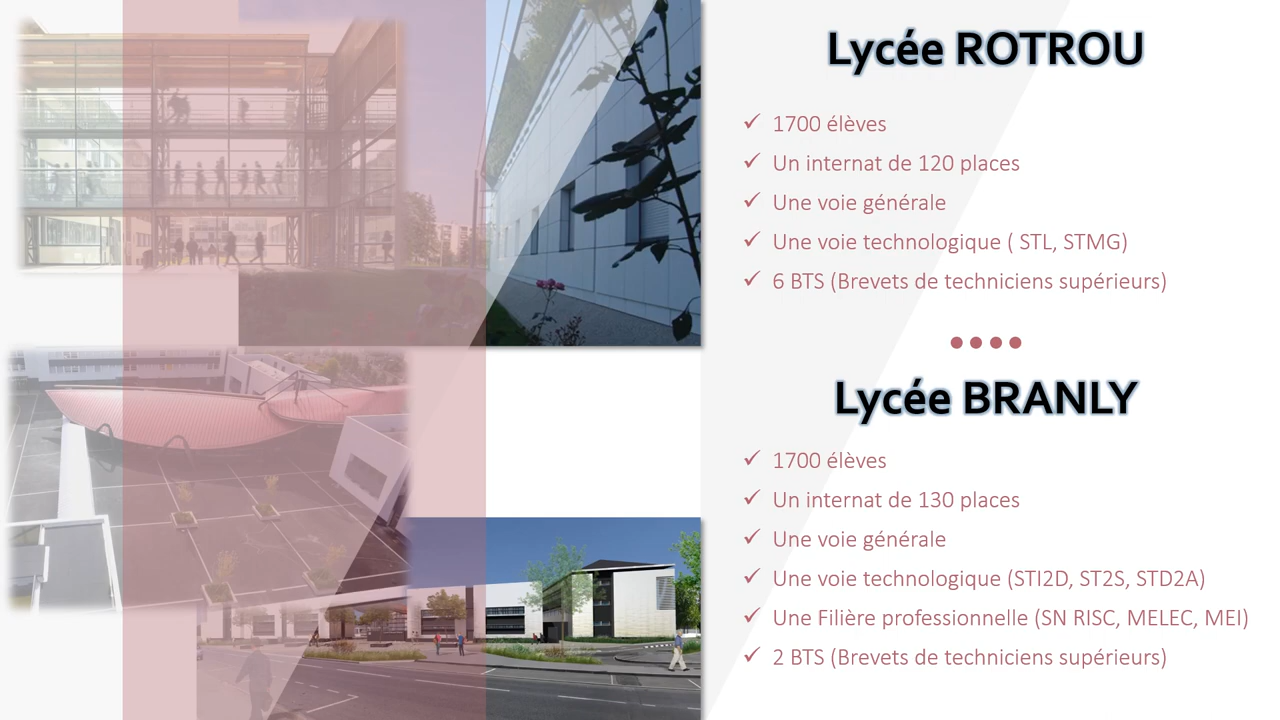 Lycée ROTROU
✓ 1700 élèves
✓ Un internat de 120 places
✓ Une voie générale
✓ Une voie technologique ( STL, STMG)
✓ 6 BTS (Brevets de techniciens supérieurs)
Lycée BRANLY
✓ 1700 élèves
✓ Un internat de 130 places
✓ Une voie générale
✓ Une voie technologique (STI2D, ST2S, STD2A)
✓ Une Filière professionnelle (SN RISC, MELEC, MEI)
✓ 2 BTS (Brevets de techniciens supérieurs)